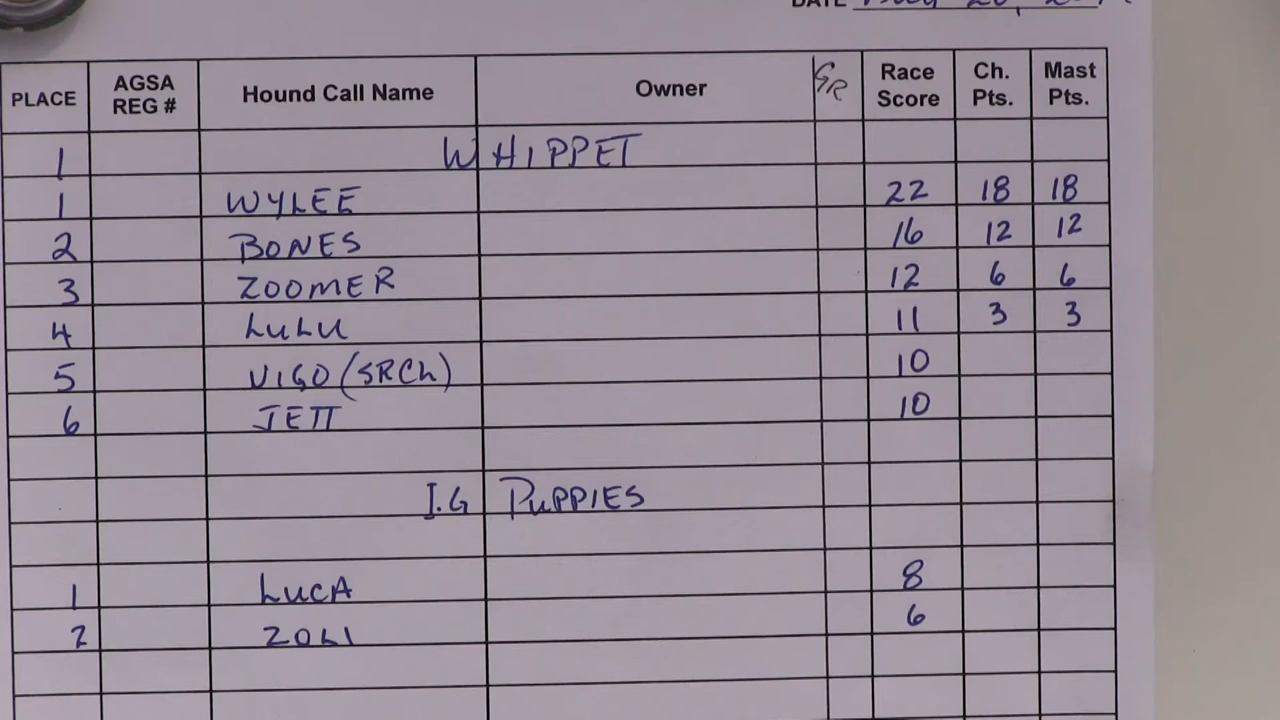 DATE
PLACE AGSA REG # Hound Call Name Owner GR Race Score Ch. Pts. Mast Pts.
1 WHIPPET
1 WYLEE 22 18 18
2 BONES 16 12 12
3 ZOOMER 12 6 6
4 LULU 11 3 3
5 VIGO (SRCh) 10
6 JETT 10
I.G PUPPIES
1 LUCA 8
2 ZOLI 6